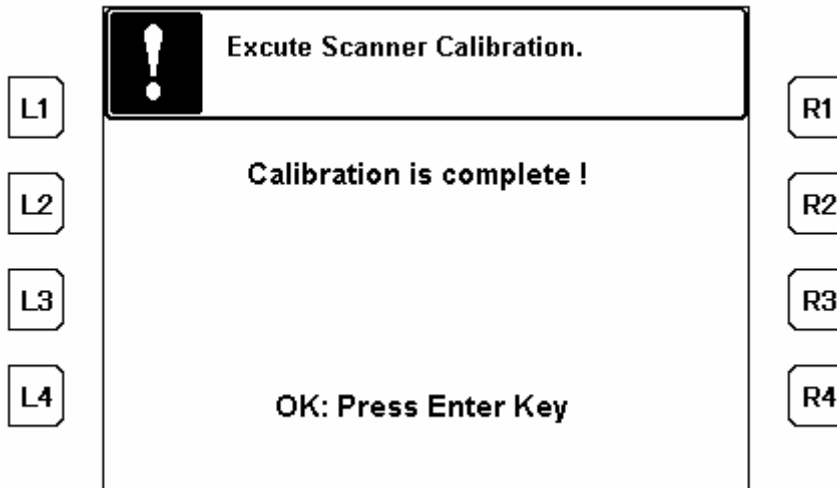 !
Excute Scanner Calibration.
L1
R1
Calibration is complete !
L2
R2
L3
R3
L4
OK: Press Enter Key
R4